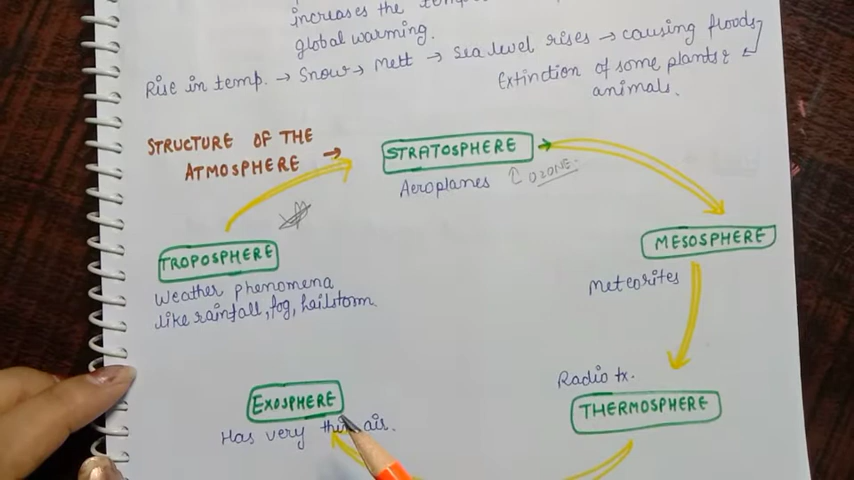 increases the
global warming.
Rise in temp. → Snow → Melt → Sea level rises → causing floods
Extinction of some plants &
animals.
STRUCTURE OF THE
ATMOSPHERE →
STRATOSPHERE →
Aeroplanes ↑ OZONE.
TROPOSPHERE
Weather phenomena
like rainfall, fog, hailstorm.
MESOSPHERE
Meteorites
Radio tx.
THERMOSPHERE
EXOSPHERE
Has very thin air.